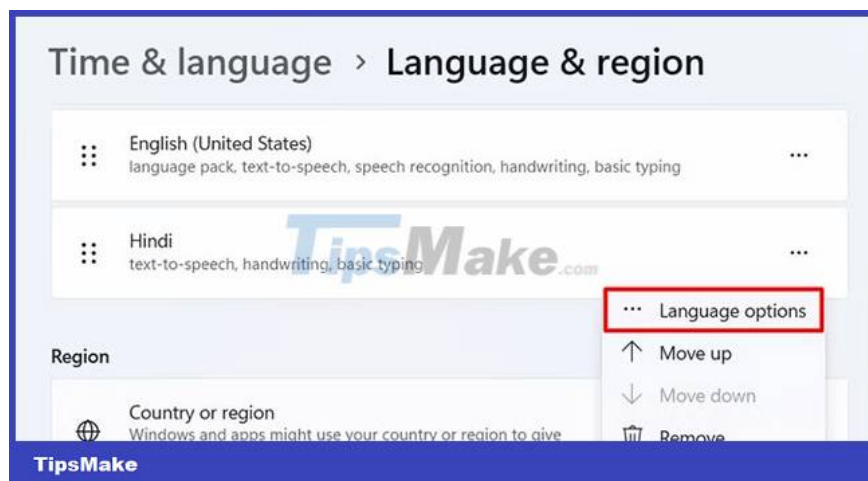 Time & language > Language & region
English (United States)
language pack, text-to-speech, speech recognition, handwriting, basic typing
Hindi
text-to-speech, handwriting, basic typing
TipsMake.com
Language options
Move up
Move down
Remove
Region
Country or region
Windows and apps might use your country or region to give
TipsMake